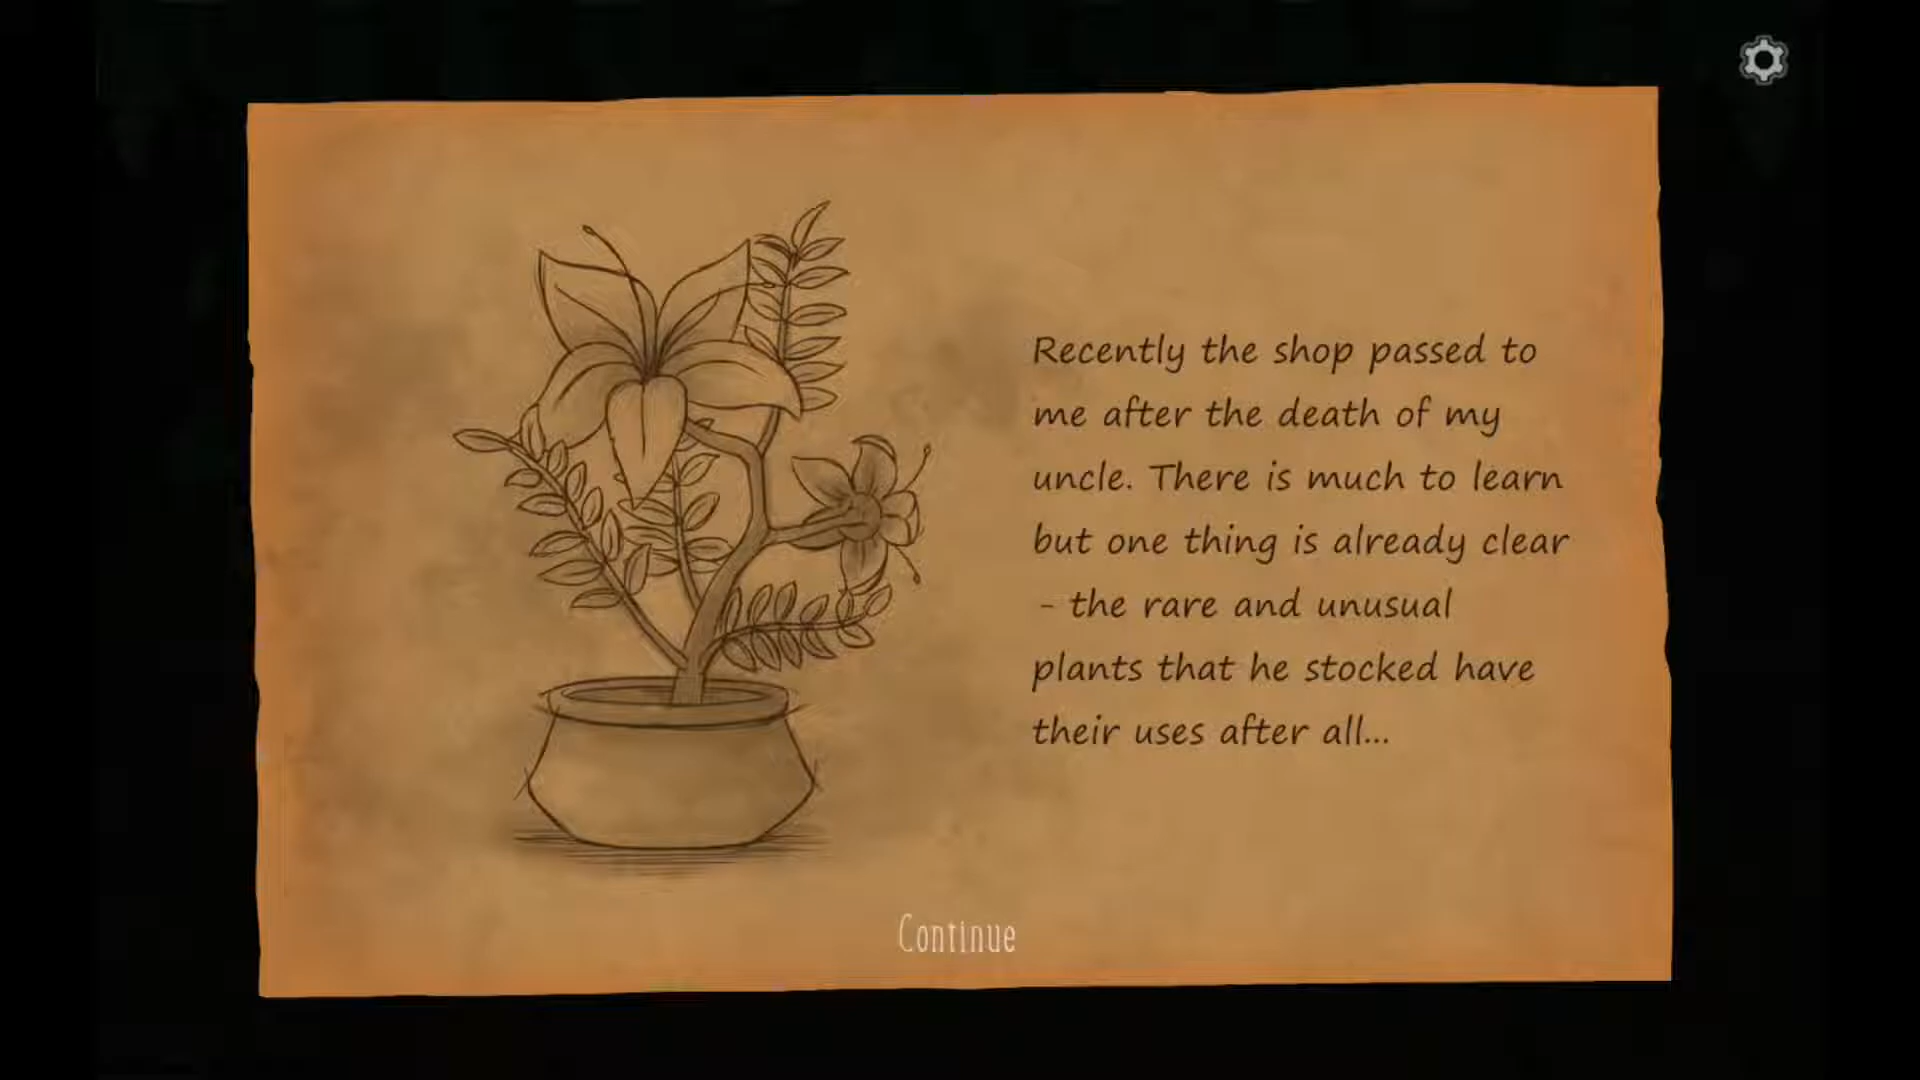 Recently the shop passed to
me after the death of my
uncle. There is much to learn
but one thing is already clear
- the rare and unusual
plants that he stocked have
their uses after all...
Continue